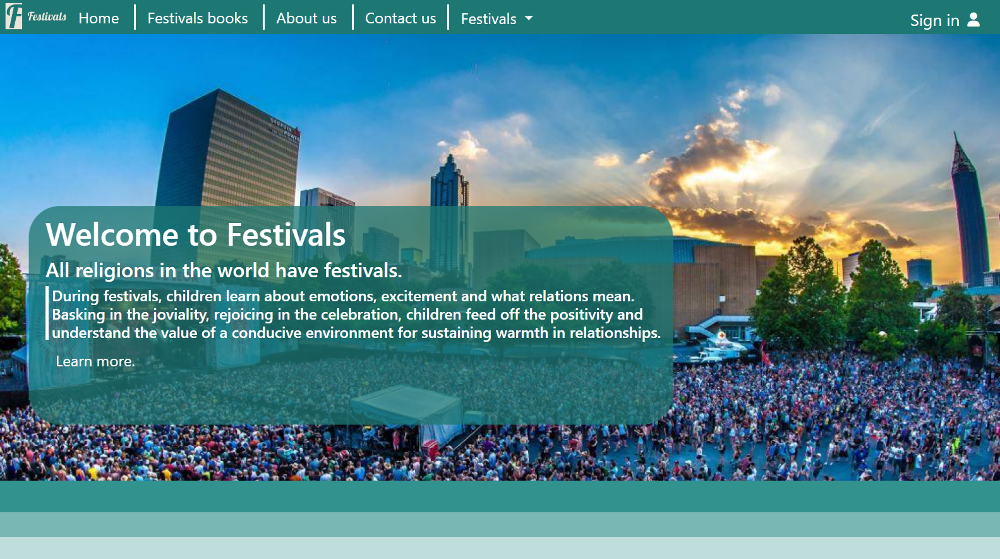 F Festivals Home Festivals books About us Contact us Festivals Sign in
GEORGIA
POWER
Welcome to Festivals
All religions in the world have festivals.
During festivals, children learn about emotions, excitement and what relations mean.
Basking in the joviality, rejoicing in the celebration, children feed off the positivity and
understand the value of a conducive environment for sustaining warmth in relationships.
Learn more.